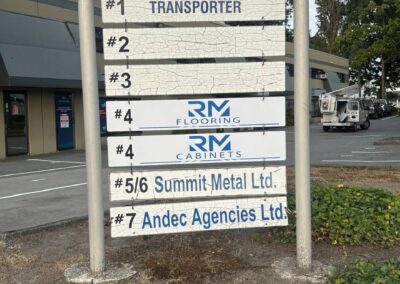 #1 TRANSPORTER
#2
#3
#4 RM FLOORING
#4 RM CABINETS
#5/6 Summit Metal Ltd.
#7 Andec Agencies Ltd.